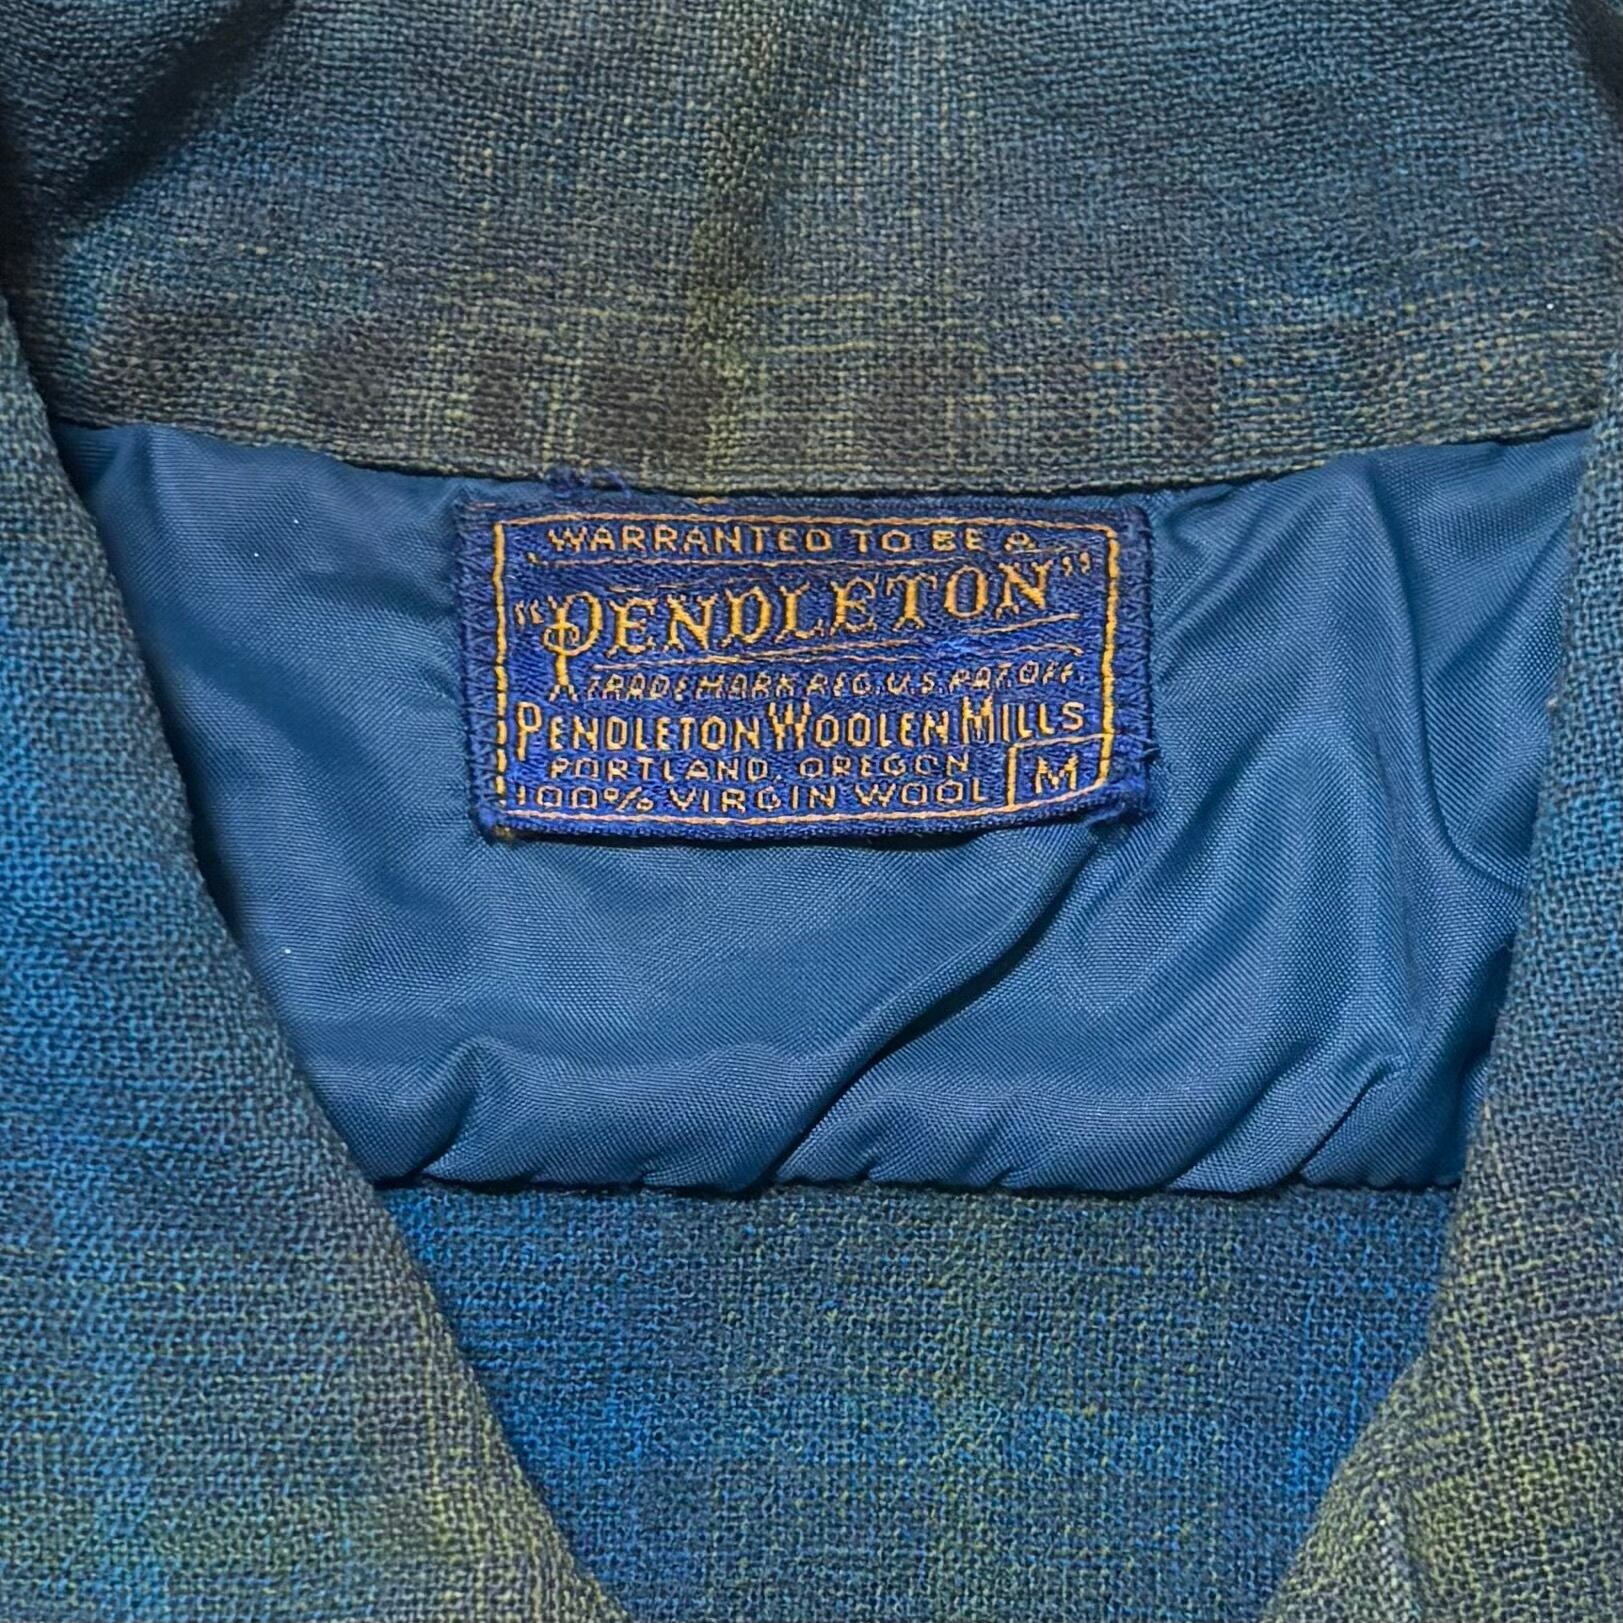 WARRANTED TO BE A
"PENDLETON"
TRADEMARK REG. U.S. PAT. OFF.
PENDLETON WOOLEN MILLS
PORTLAND, OREGON
100% VIRGIN WOOL
M